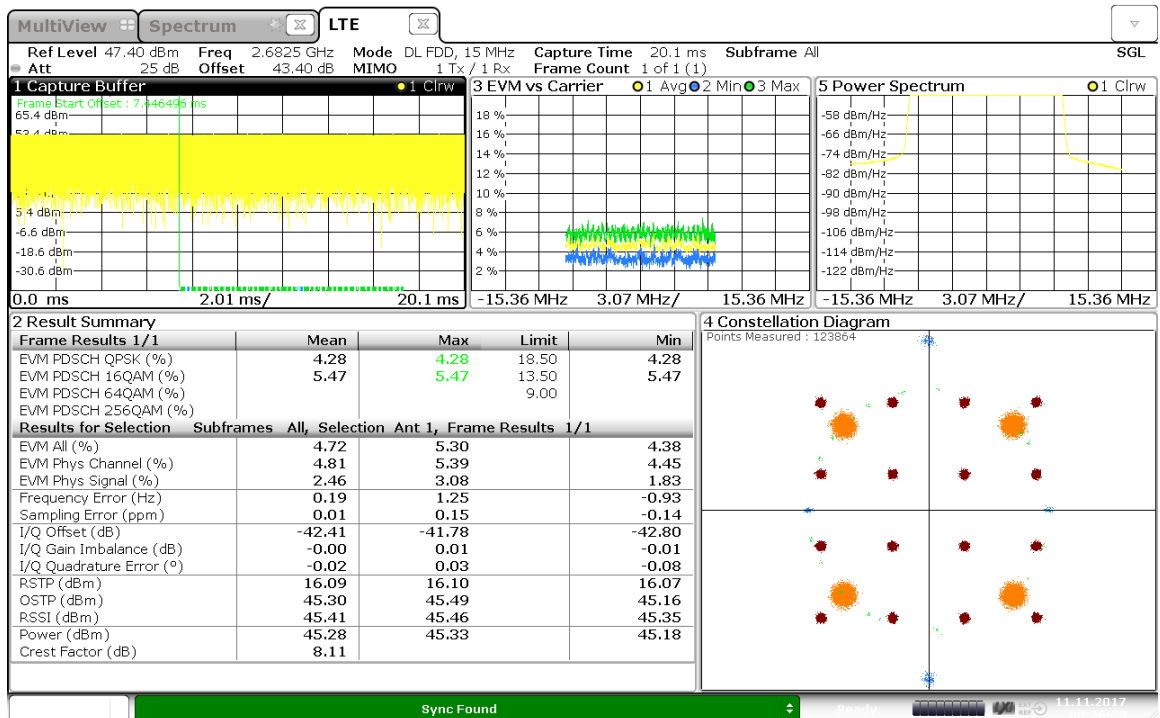 MultiView Spectrum LTE
Ref Level 47.40 dBm Freq 2.6825 GHz Mode DL FDD, 15 MHz Capture Time 20.1 ms Subframe All SGL
Att 25 dB Offset 43.40 dB MIMO 1 Tx / 1 Rx Frame Count 1 of 1 (1)
1 Capture Buffer 1 Clrw
Frame Start Offset : 7.446496 ms
65.4 dBm
53.4 dBm
5.4 dBm
-6.6 dBm
-18.6 dBm
-30.6 dBm
0.0 ms 2.01 ms/ 20.1 ms
3 EVM vs Carrier 1 Avg 2 Min 3 Max
18 %
16 %
14 %
12 %
10 %
8 %
6 %
4 %
2 %
-15.36 MHz 3.07 MHz/ 15.36 MHz
5 Power Spectrum 1 Clrw
-58 dBm/Hz
-66 dBm/Hz
-74 dBm/Hz
-82 dBm/Hz
-90 dBm/Hz
-98 dBm/Hz
-106 dBm/Hz
-114 dBm/Hz
-122 dBm/Hz
-15.36 MHz 3.07 MHz/ 15.36 MHz
2 Result Summary
Frame Results 1/1 Mean Max Limit Min
EVM PDSCH QPSK (%) 4.28 4.28 18.50 4.28
EVM PDSCH 16QAM (%) 5.47 5.47 13.50 5.47
EVM PDSCH 64QAM (%) 9.00
EVM PDSCH 256QAM (%)
Results for Selection Subframes All, Selection Ant 1, Frame Results 1/1
EVM All (%) 4.72 5.30 4.38
EVM Phys Channel (%) 4.81 5.39 4.45
EVM Phys Signal (%) 2.46 3.08 1.83
Frequency Error (Hz) 0.19 1.25 -0.93
Sampling Error (ppm) 0.01 0.15 -0.14
I/Q Offset (dB) -42.41 -41.78 -42.80
I/Q Gain Imbalance (dB) -0.00 0.01 -0.01
I/Q Quadrature Error (°) -0.02 0.03 -0.08
RSTP (dBm) 16.09 16.10 16.07
OSTP (dBm) 45.30 45.49 45.16
RSSI (dBm) 45.41 45.46 45.35
Power (dBm) 45.28 45.33 45.18
Crest Factor (dB) 8.11
4 Constellation Diagram
Points Measured : 123864
Sync Found Ready 11.11.2017